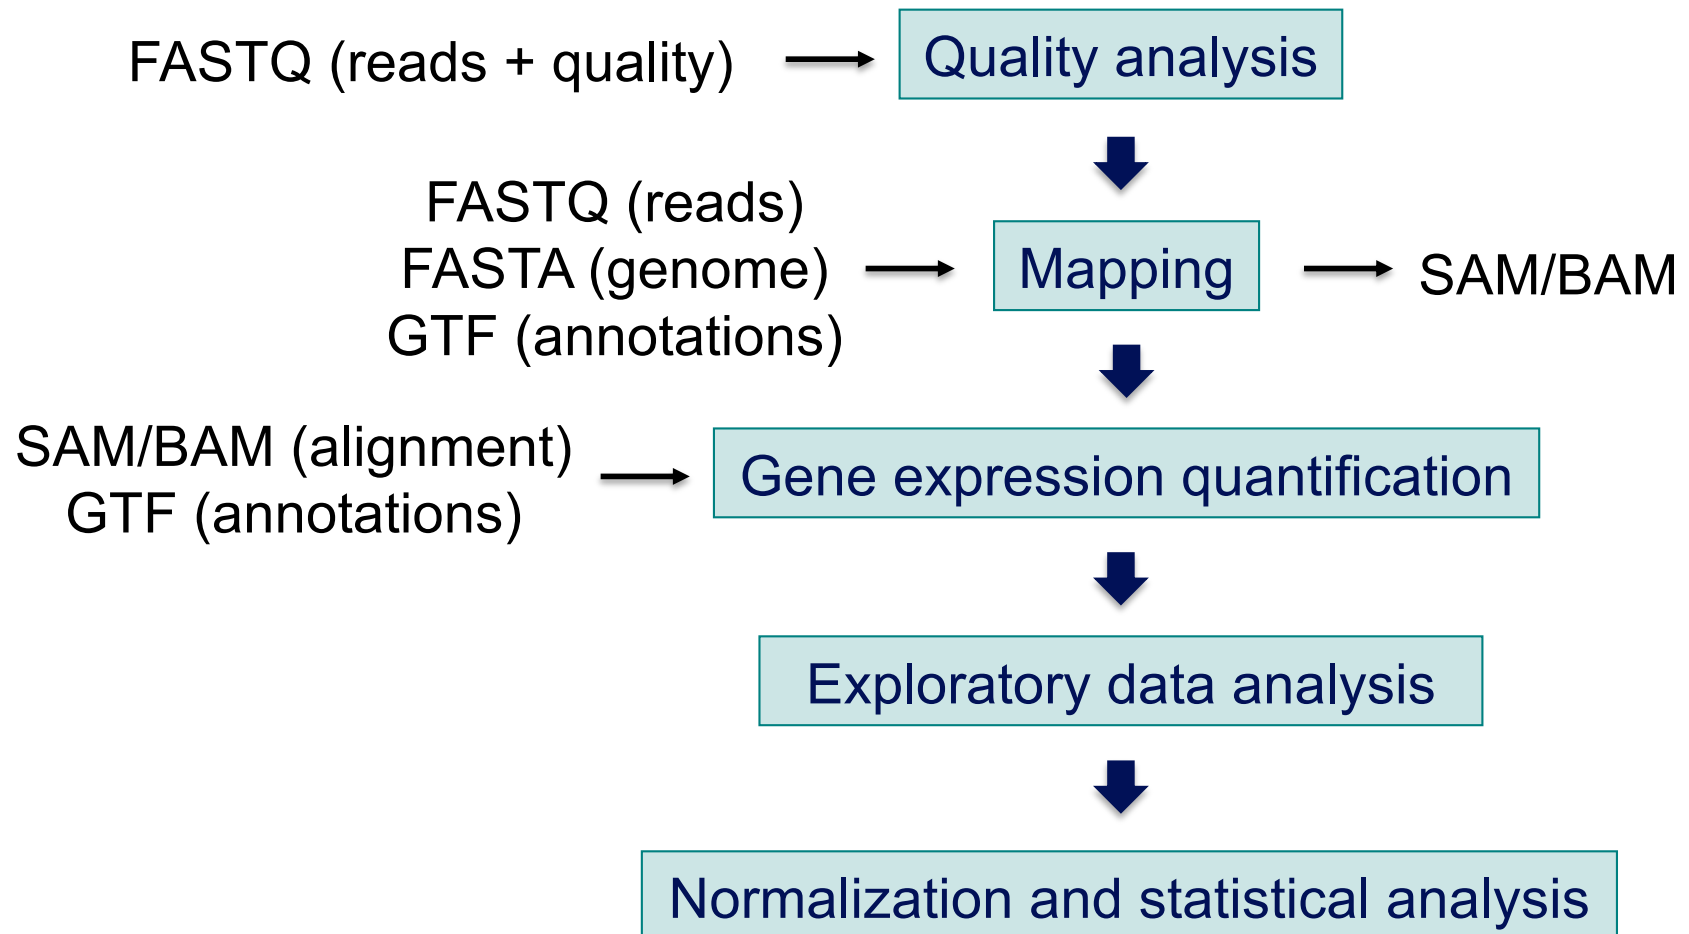 FASTQ (reads + quality)
Quality analysis
FASTQ (reads)
FASTA (genome)
GTF (annotations)
Mapping
SAM/BAM
SAM/BAM (alignment)
GTF (annotations)
Gene expression quantification
Exploratory data analysis
Normalization and statistical analysis